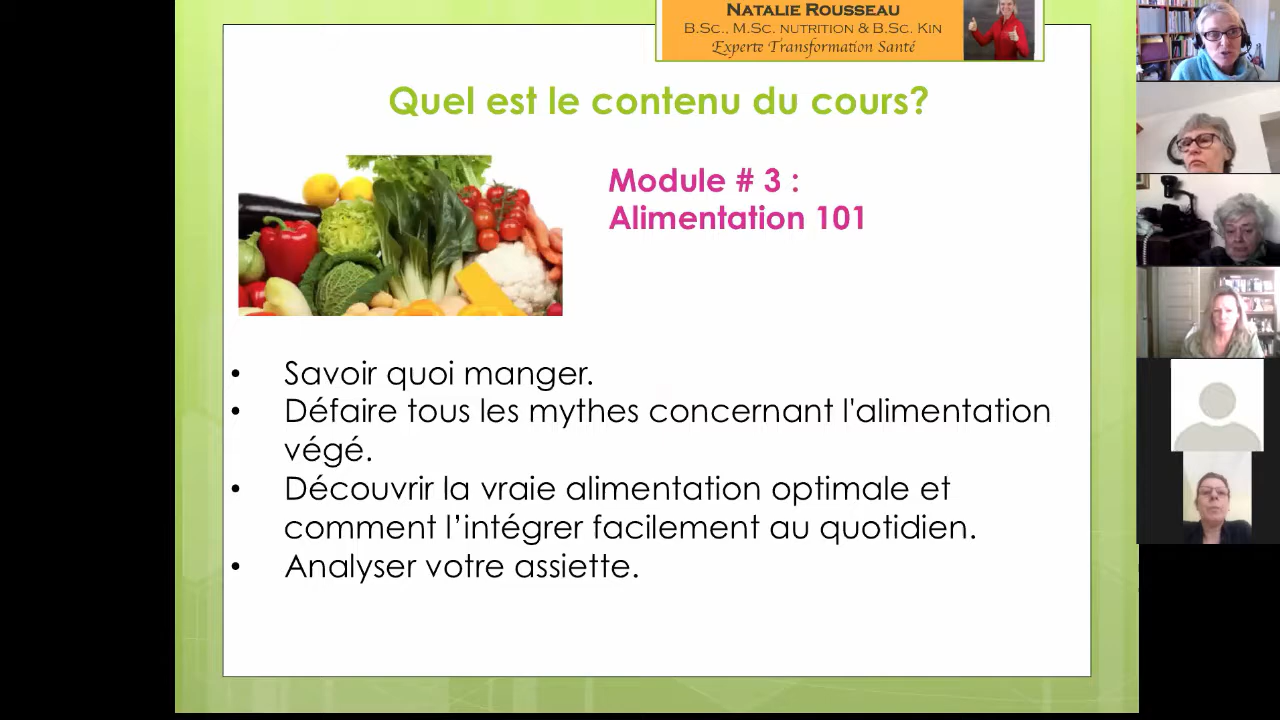 NATALIE ROUSSEAU
B.SC., M.SC. NUTRITION & B.SC. KIN
Experte Transformation Santé
Quel est le contenu du cours?
Module # 3 :
Alimentation 101
• Savoir quoi manger.
• Défaire tous les mythes concernant l'alimentation
végé.
• Découvrir la vraie alimentation optimale et
comment l’intégrer facilement au quotidien.
• Analyser votre assiette.